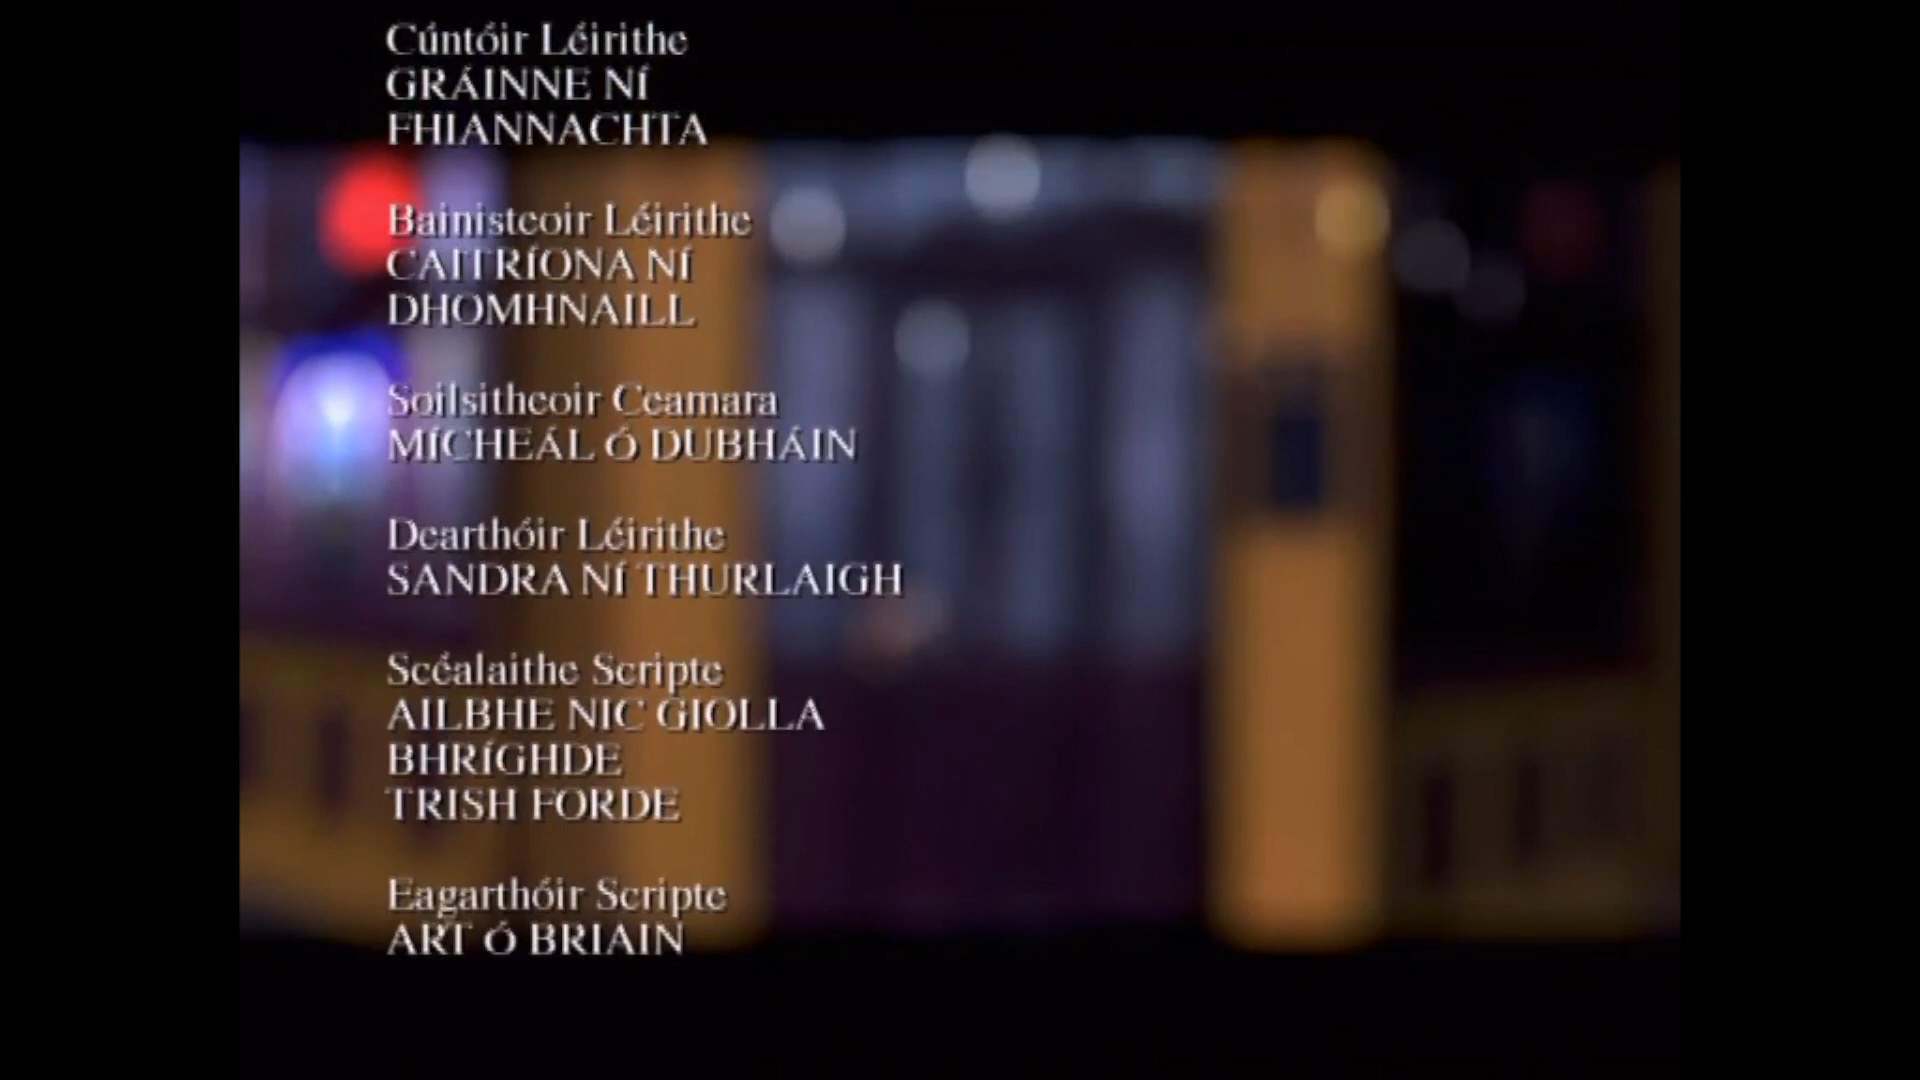 Cúntóir Léirithe
GRÁINNE NÍ
FHIANNACHTA
Bainisteoir Léirithe
CAITRÍONA NÍ
DHOMHNAILL
Soilsitheoir Ceamara
MÍCHEÁL Ó DUBHÁIN
Dearthóir Léirithe
SANDRA NÍ THURLAIGH
Scéalaithe Scripte
AILBHE NIC GIOLLA
BHRÍGHDE
TRISH FORDE
Eagarthóir Scripte
ART Ó BRIAIN